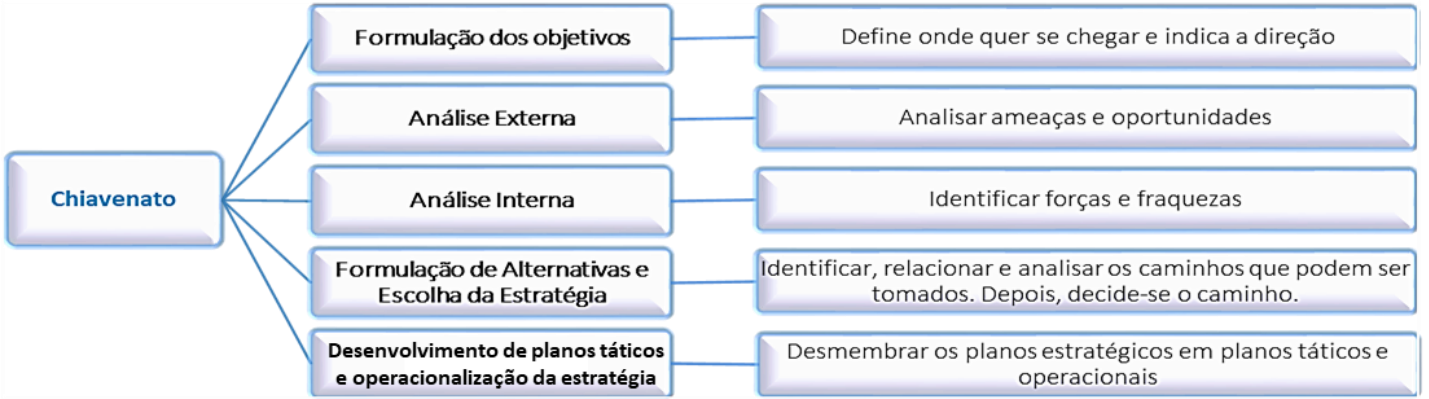 Chiavenato
Formulação dos objetivos
Define onde quer se chegar e indica a direção
Análise Externa
Analisar ameaças e oportunidades
Análise Interna
Identificar forças e fraquezas
Formulação de Alternativas e
Escolha da Estratégia
Identificar, relacionar e analisar os caminhos que podem ser
tomados. Depois, decide-se o caminho.
Desenvolvimento de planos táticos
e operacionalização da estratégia
Desmembrar os planos estratégicos em planos táticos e
operacionais